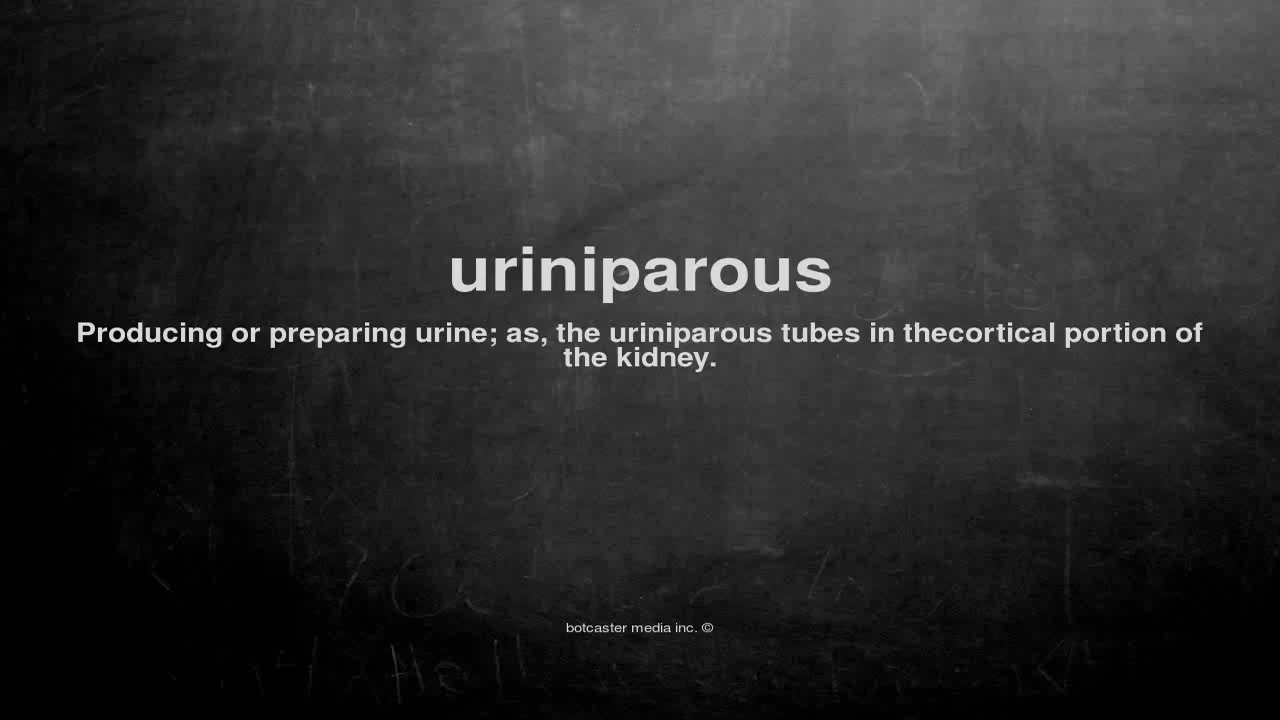 uriniparous
Producing or preparing urine; as, the uriniparous tubes in thecortical portion of
the kidney.
botcaster media inc. ©